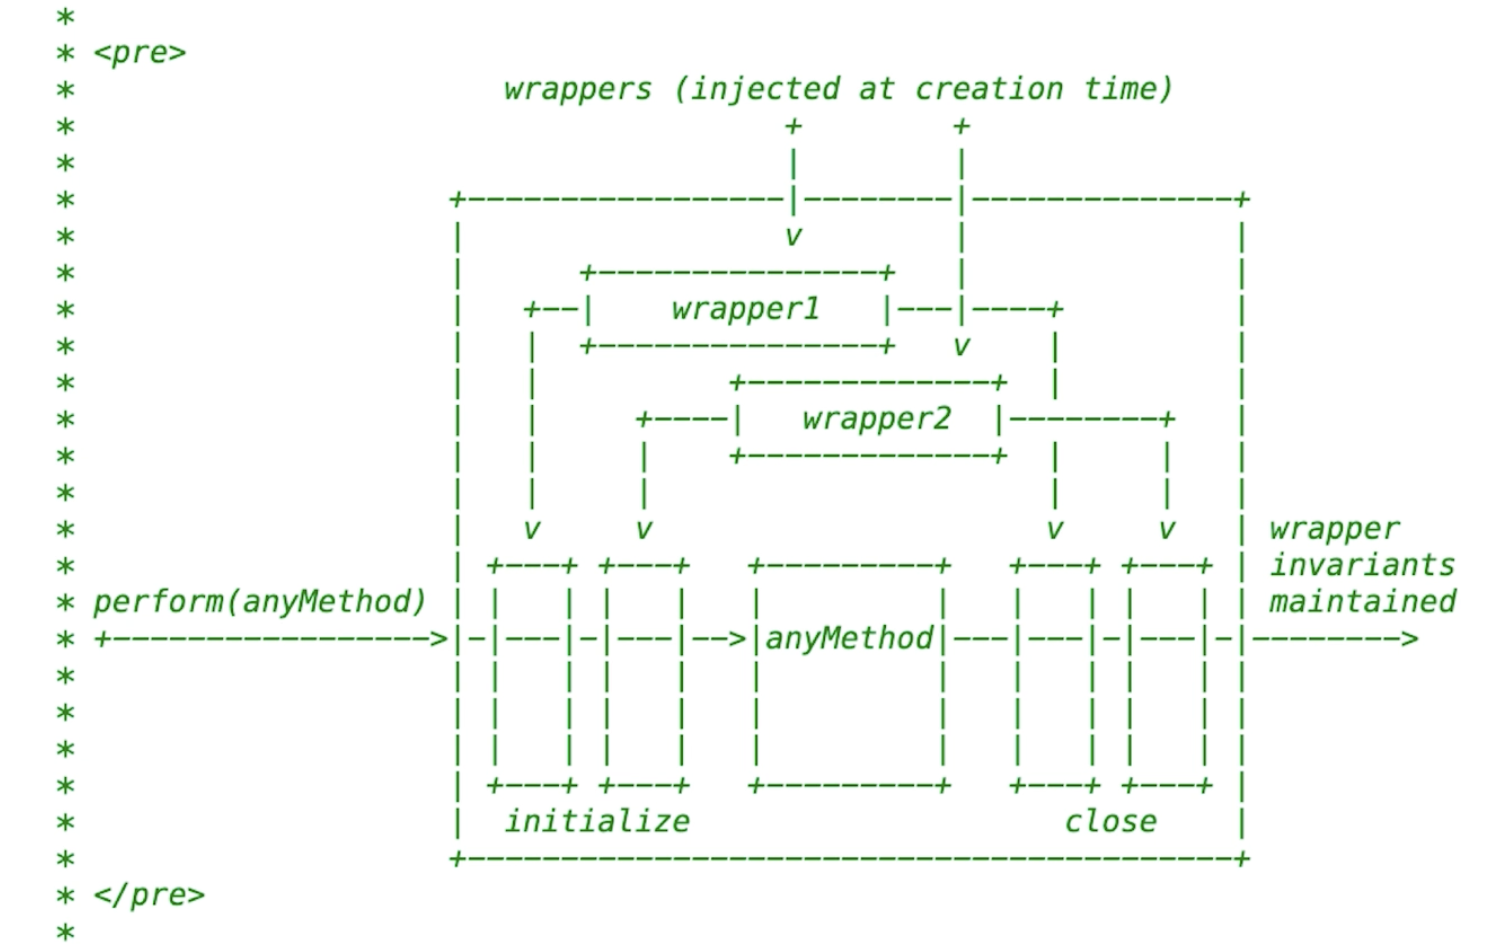 *
* <pre>
*                       wrappers (injected at creation time)
*                                      +        +
*                                      |        |
*                    +-----------------|--------|--------------+
*                    |                 v        |              |
*                    |      +---------------+   |              |
*                    |   +--|    wrapper1   |---|----+         |
*                    |   |  +---------------+   v    |         |
*                    |   |          +-------------+  |         |
*                    |   |     +----|   wrapper2  |--------+   |
*                    |   |     |    +-------------+  |     |   |
*                    |   |     |                     |     |   |
*                    |   v     v                     v     v   | wrapper
*                    | +---+ +---+   +---------+   +---+ +---+ | invariants
* perform(anyMethod) | |   | |   |   |         |   |   | |   | | maintained
* +----------------->|-|---|-|---|-->|anyMethod|---|---|-|---|-|-------->
*                    | |   | |   |   |         |   |   | |   | |
*                    | |   | |   |   |         |   |   | |   | |
*                    | |   | |   |   |         |   |   | |   | |
*                    | +---+ +---+   +---------+   +---+ +---+ |
*                    |  initialize                    close    |
*                    +-----------------------------------------+
* </pre>
*